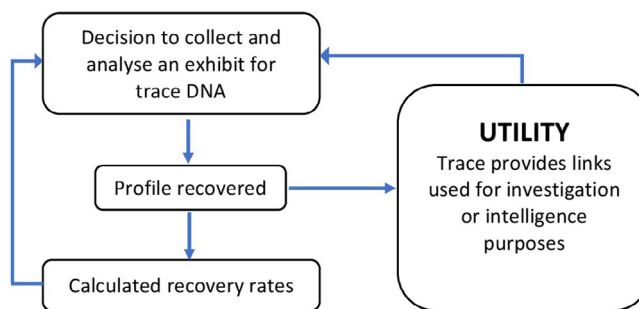 Decision to collect and
analyse an exhibit for
trace DNA
Profile recovered
Calculated recovery rates
UTILITY
Trace provides links
used for investigation
or intelligence
purposes